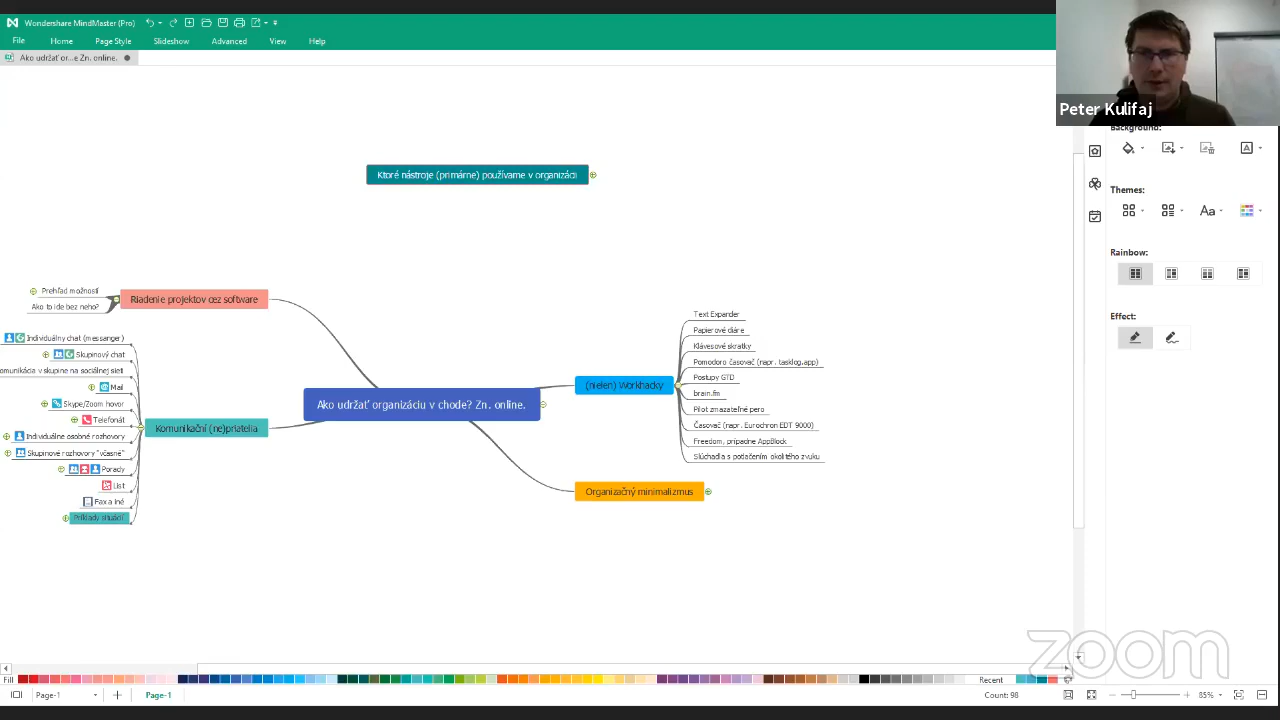 Wondershare MindMaster (Pro)
File Home Page Style Slideshow Advanced View Help
Ako udržať or...e Zn. online.
Peter Kulifaj
Background:
Ktoré nástroje (primárne) používame v organizácii
Themes:
Aa
Rainbow:
Effect:
Prehľad možností
Ako to ide bez neho?
Riadenie projektov cez software
Individuálny chat (messanger)
Skupinový chat
komunikácia v skupine na sociálnej sieti
Mail
Skype/Zoom hovor
Telefonát
Individuálne osobné rozhovory
Skupinové rozhovory "včasné"
Porady
List
Fax a iné
Príklady situácií
Komunikační (ne)priatelia
Ako udržať organizáciu v chode? Zn. online.
(nielen) Workhacky
Text Expander
Papierové diáre
Klávesové skratky
Pomodoro časovač (napr. tasklog.app)
Postupy GTD
brain.fm
Pilot zmazateľné pero
Časovač (napr. Eurochron EDT 9000)
Freedom, prípadne AppBlock
Slúchadlá s potlačením okolitého zvuku
Organizačný minimalizmus
zoom
Fill Recent
Page-1 Page-1 Count: 98 85%